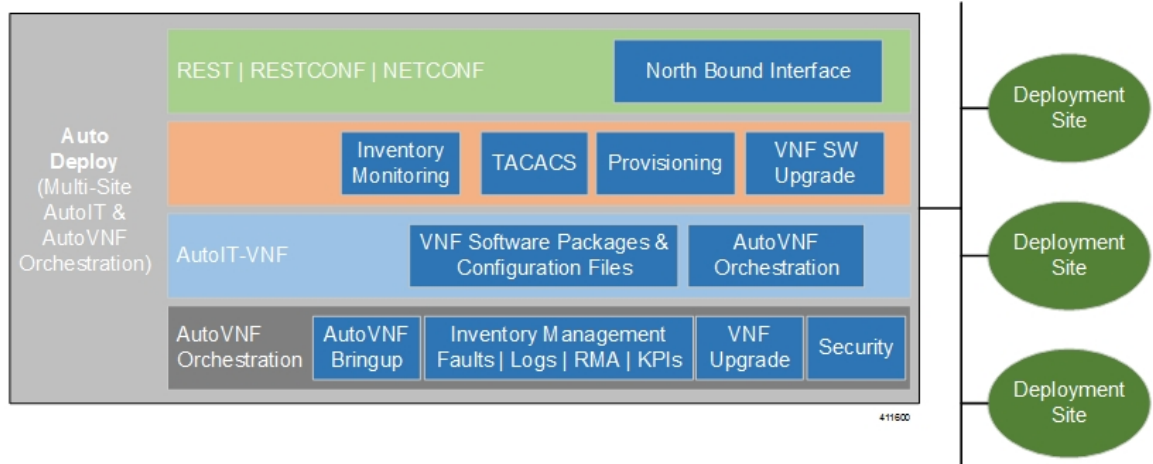 Auto
Deploy
(Multi-Site
AutoIT &
AutoVNF
Orchestration)
REST | RESTCONF | NETCONF
North Bound Interface
Inventory
Monitoring
TACACS
Provisioning
VNF SW
Upgrade
AutoIT-VNF
VNF Software Packages &
Configuration Files
AutoVNF
Orchestration
AutoVNF
Orchestration
AutoVNF
Bringup
Inventory Management
Faults | Logs | RMA | KPIs
VNF
Upgrade
Security
411600
Deployment
Site
Deployment
Site
Deployment
Site